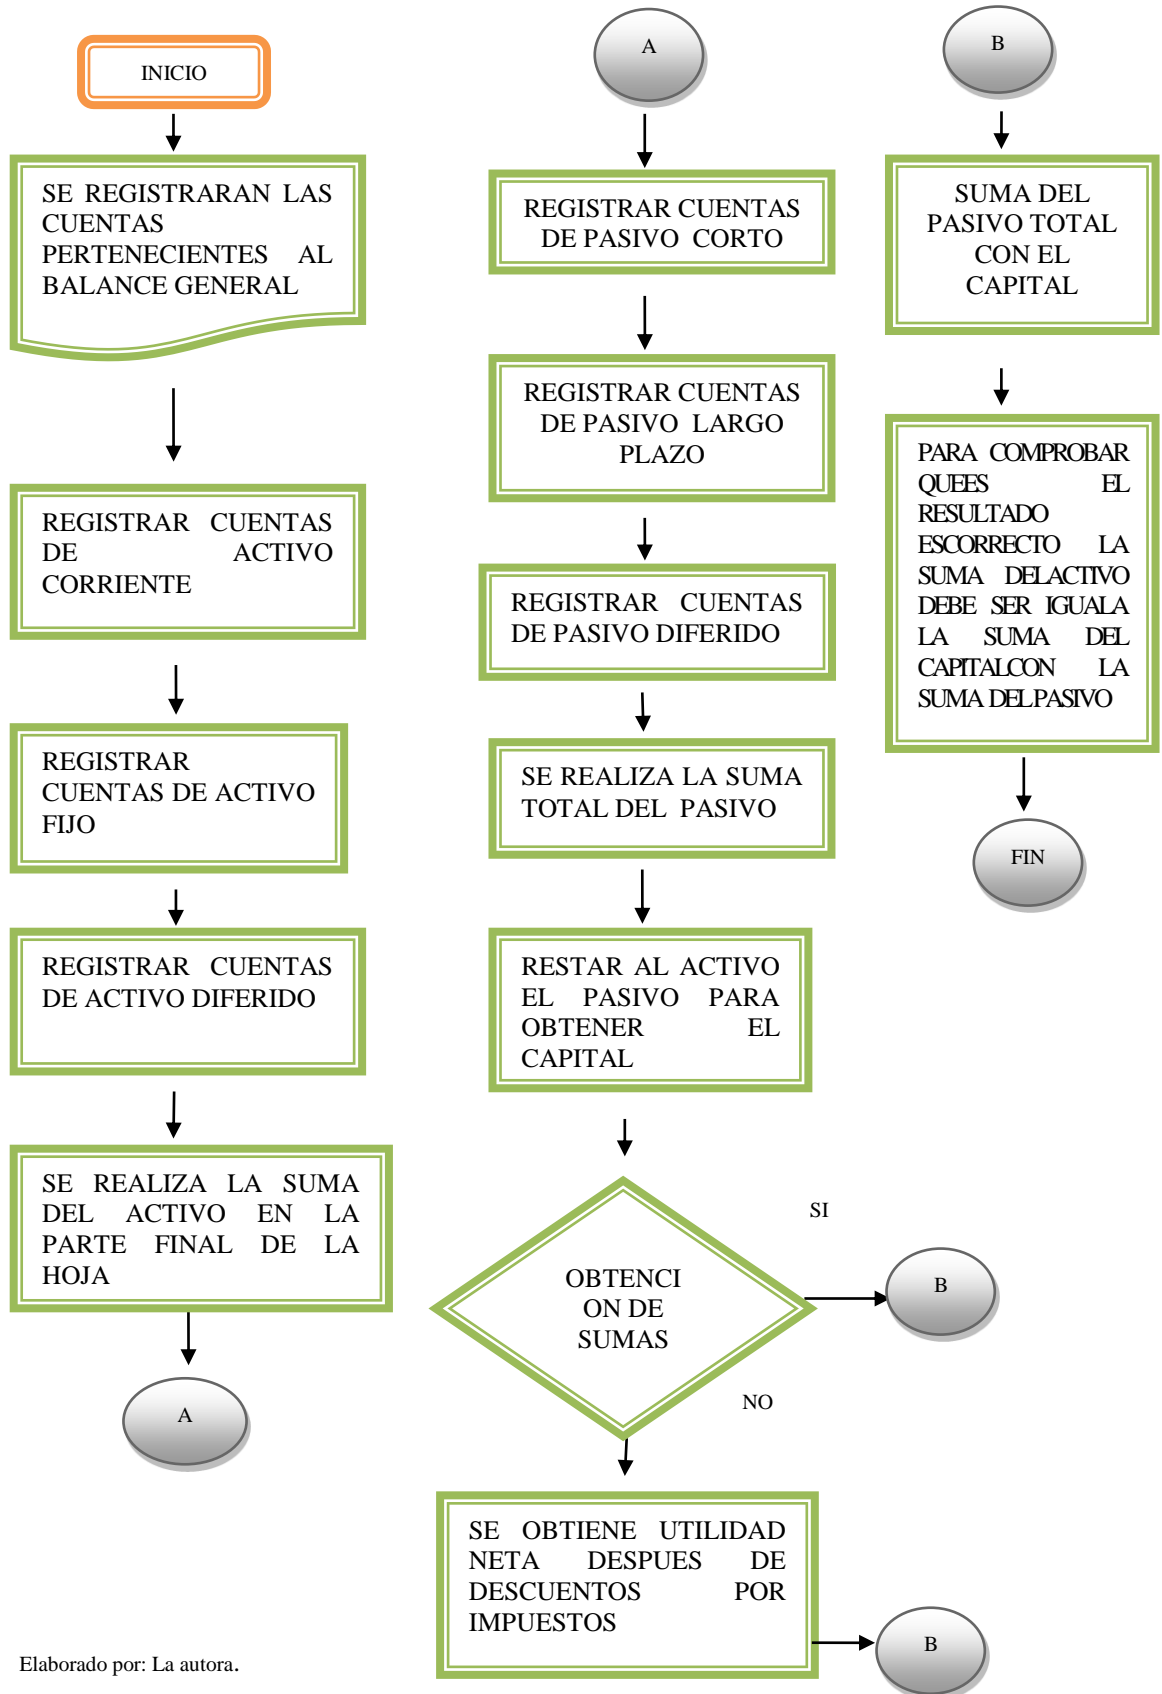 INICIO
SE REGISTRARAN LAS
CUENTAS
PERTENECIENTES AL
BALANCE GENERAL
REGISTRAR CUENTAS
DE ACTIVO
CORRIENTE
REGISTRAR
CUENTAS DE ACTIVO
FIJO
REGISTRAR CUENTAS
DE ACTIVO DIFERIDO
SE REALIZA LA SUMA
DEL ACTIVO EN LA
PARTE FINAL DE LA
HOJA
A
A
REGISTRAR CUENTAS
DE PASIVO CORTO
REGISTRAR CUENTAS
DE PASIVO LARGO
PLAZO
REGISTRAR CUENTAS
DE PASIVO DIFERIDO
SE REALIZA LA SUMA
TOTAL DEL PASIVO
RESTAR AL ACTIVO
EL PASIVO PARA
OBTENER EL
CAPITAL
OBTENCI
ON DE
SUMAS
SI
B
NO
SE OBTIENE UTILIDAD
NETA DESPUES DE
DESCUENTOS POR
IMPUESTOS
B
B
SUMA DEL
PASIVO TOTAL
CON EL
CAPITAL
PARA COMPROBAR
QUEES EL
RESULTADO
ESCORRECTO LA
SUMA DELACTIVO
DEBE SER IGUALA
LA SUMA DEL
CAPITALCON LA
SUMA DELPASIVO
FIN
Elaborado por: La autora.